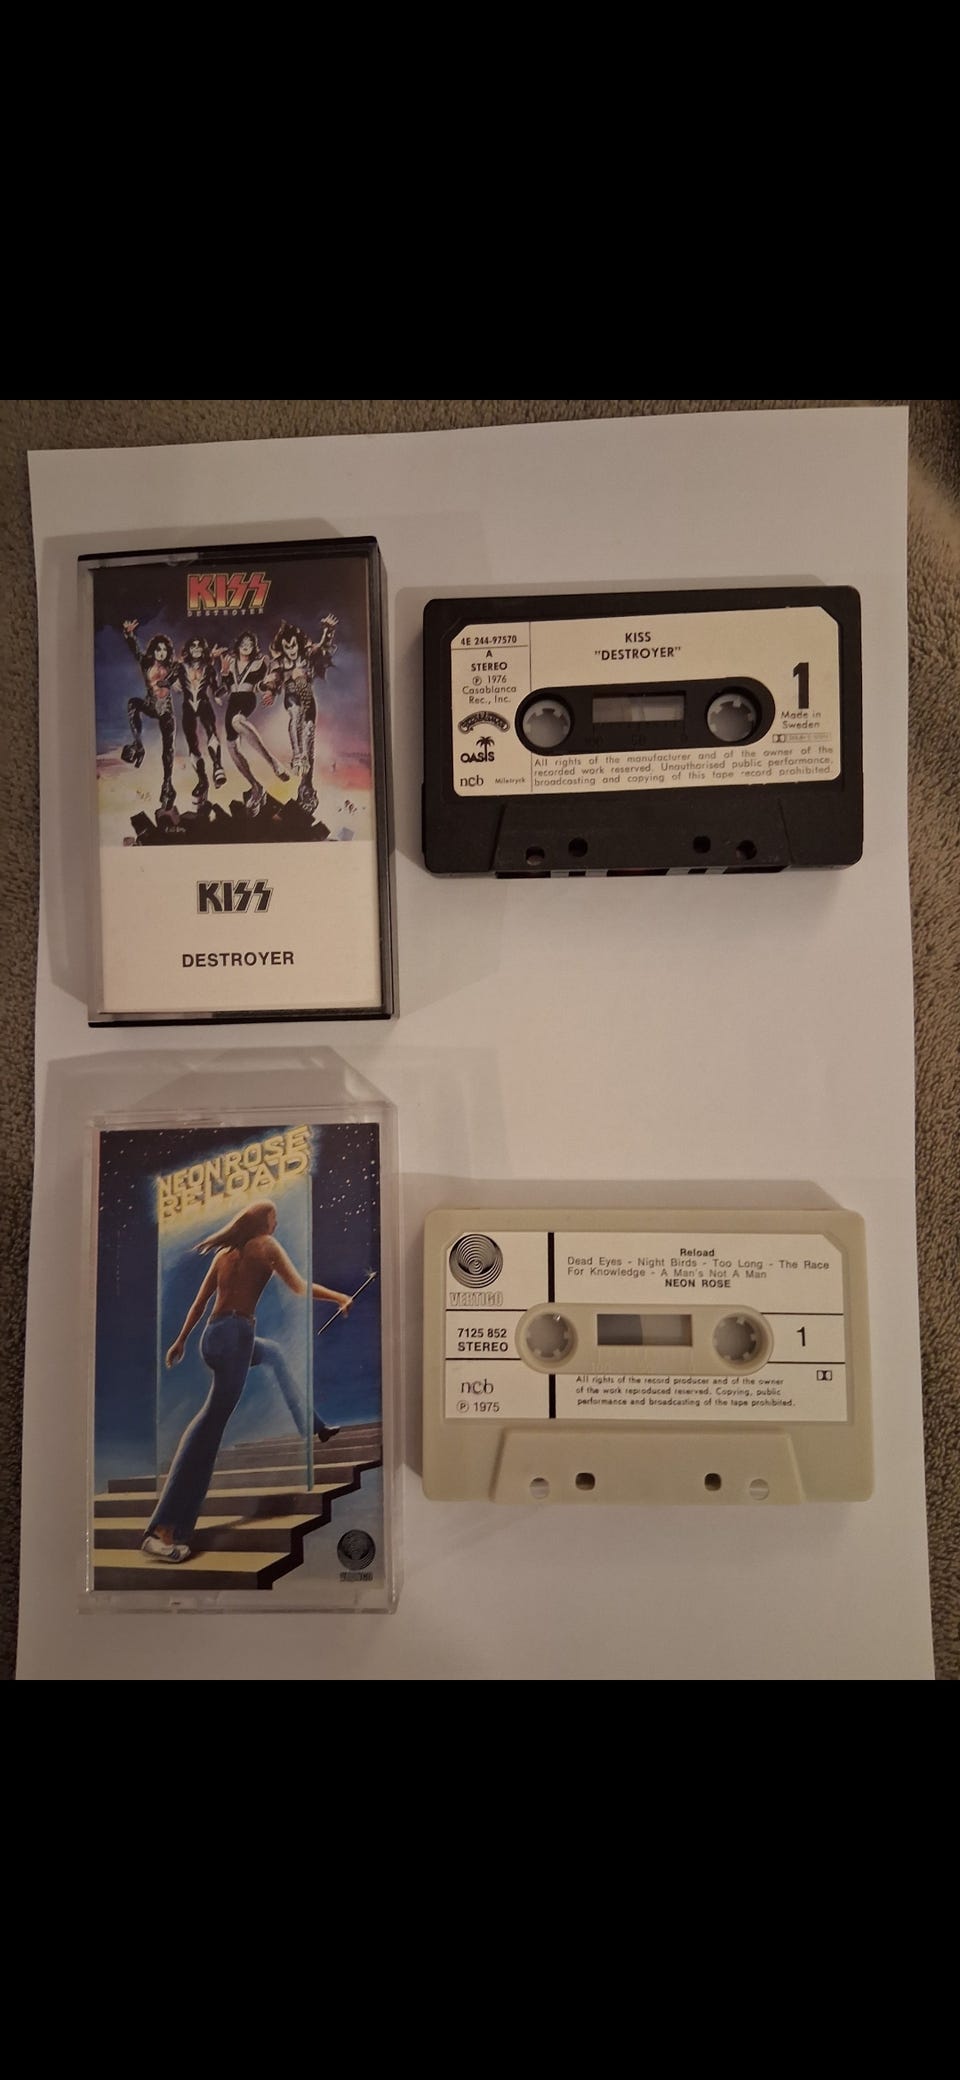 KISS
DESTROYER
KISS
DESTROYER
4E 244-97570
A
STEREO
Ⓟ 1976
Casablanca
Rec., Inc.
OASIS
ncb
KISS
"DESTROYER"
1
Made in
Sweden
All rights of the manufacturer and of the owner of the
recorded work reserved. Unauthorised public performance,
broadcasting and copying of this tape record prohibited.
NEON ROSE
RELOAD
VERTIGO
VERTIGO
7125 852
STEREO
ncb
Ⓟ 1975
Reload
Dead Eyes - Night Birds - Too Long - The Race
For Knowledge - A Man's Not A Man
NEON ROSE
1
All rights of the record producer and of the owner
of the work reproduced reserved. Copying, public
performance and broadcasting of the tape prohibited.